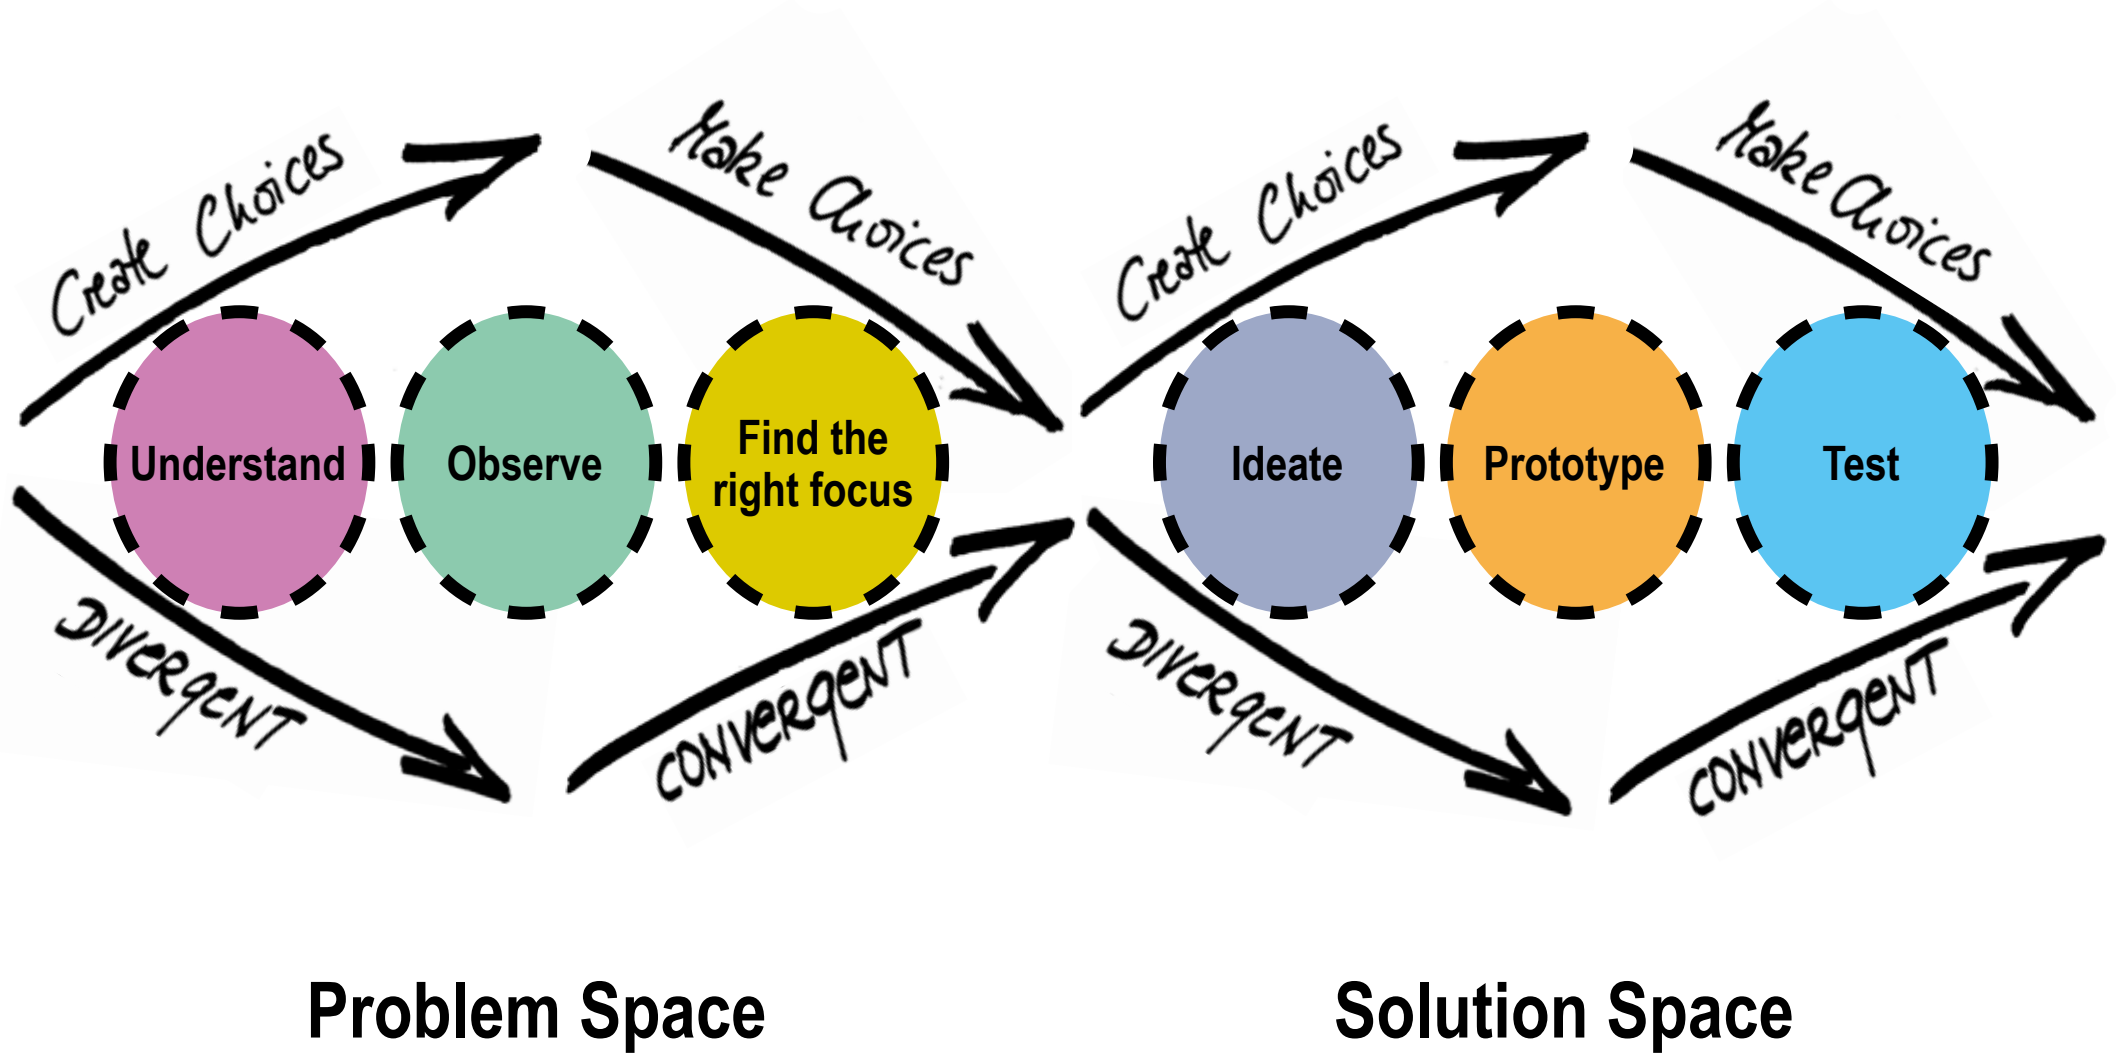 Create Choices
Make Choices
Create Choices
Make Choices
Understand
Observe
Find the
right focus
Ideate
Prototype
Test
DIVERGENT
CONVERGENT
DIVERGENT
CONVERGENT
Problem Space
Solution Space